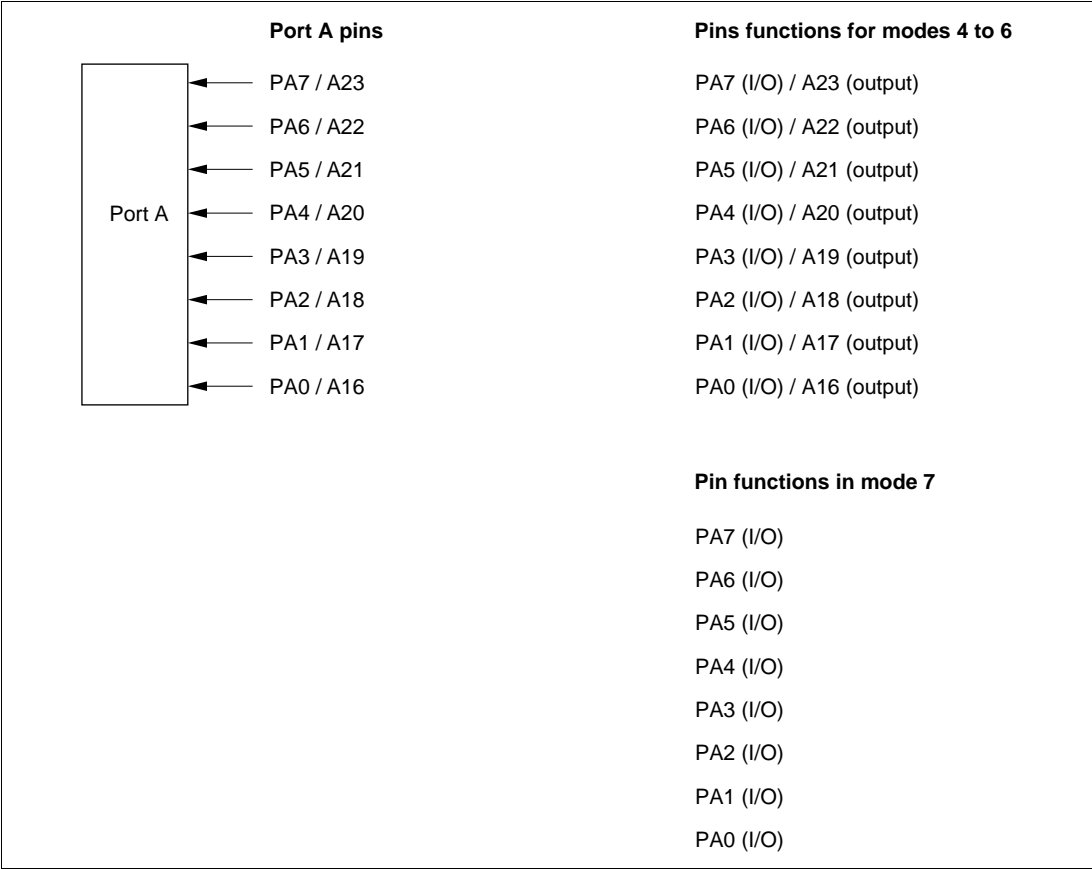 Port A pins
Pins functions for modes 4 to 6
Port A
PA7 / A23
PA7 (I/O) / A23 (output)
PA6 / A22
PA6 (I/O) / A22 (output)
PA5 / A21
PA5 (I/O) / A21 (output)
PA4 / A20
PA4 (I/O) / A20 (output)
PA3 / A19
PA3 (I/O) / A19 (output)
PA2 / A18
PA2 (I/O) / A18 (output)
PA1 / A17
PA1 (I/O) / A17 (output)
PA0 / A16
PA0 (I/O) / A16 (output)
Pin functions in mode 7
PA7 (I/O)
PA6 (I/O)
PA5 (I/O)
PA4 (I/O)
PA3 (I/O)
PA2 (I/O)
PA1 (I/O)
PA0 (I/O)